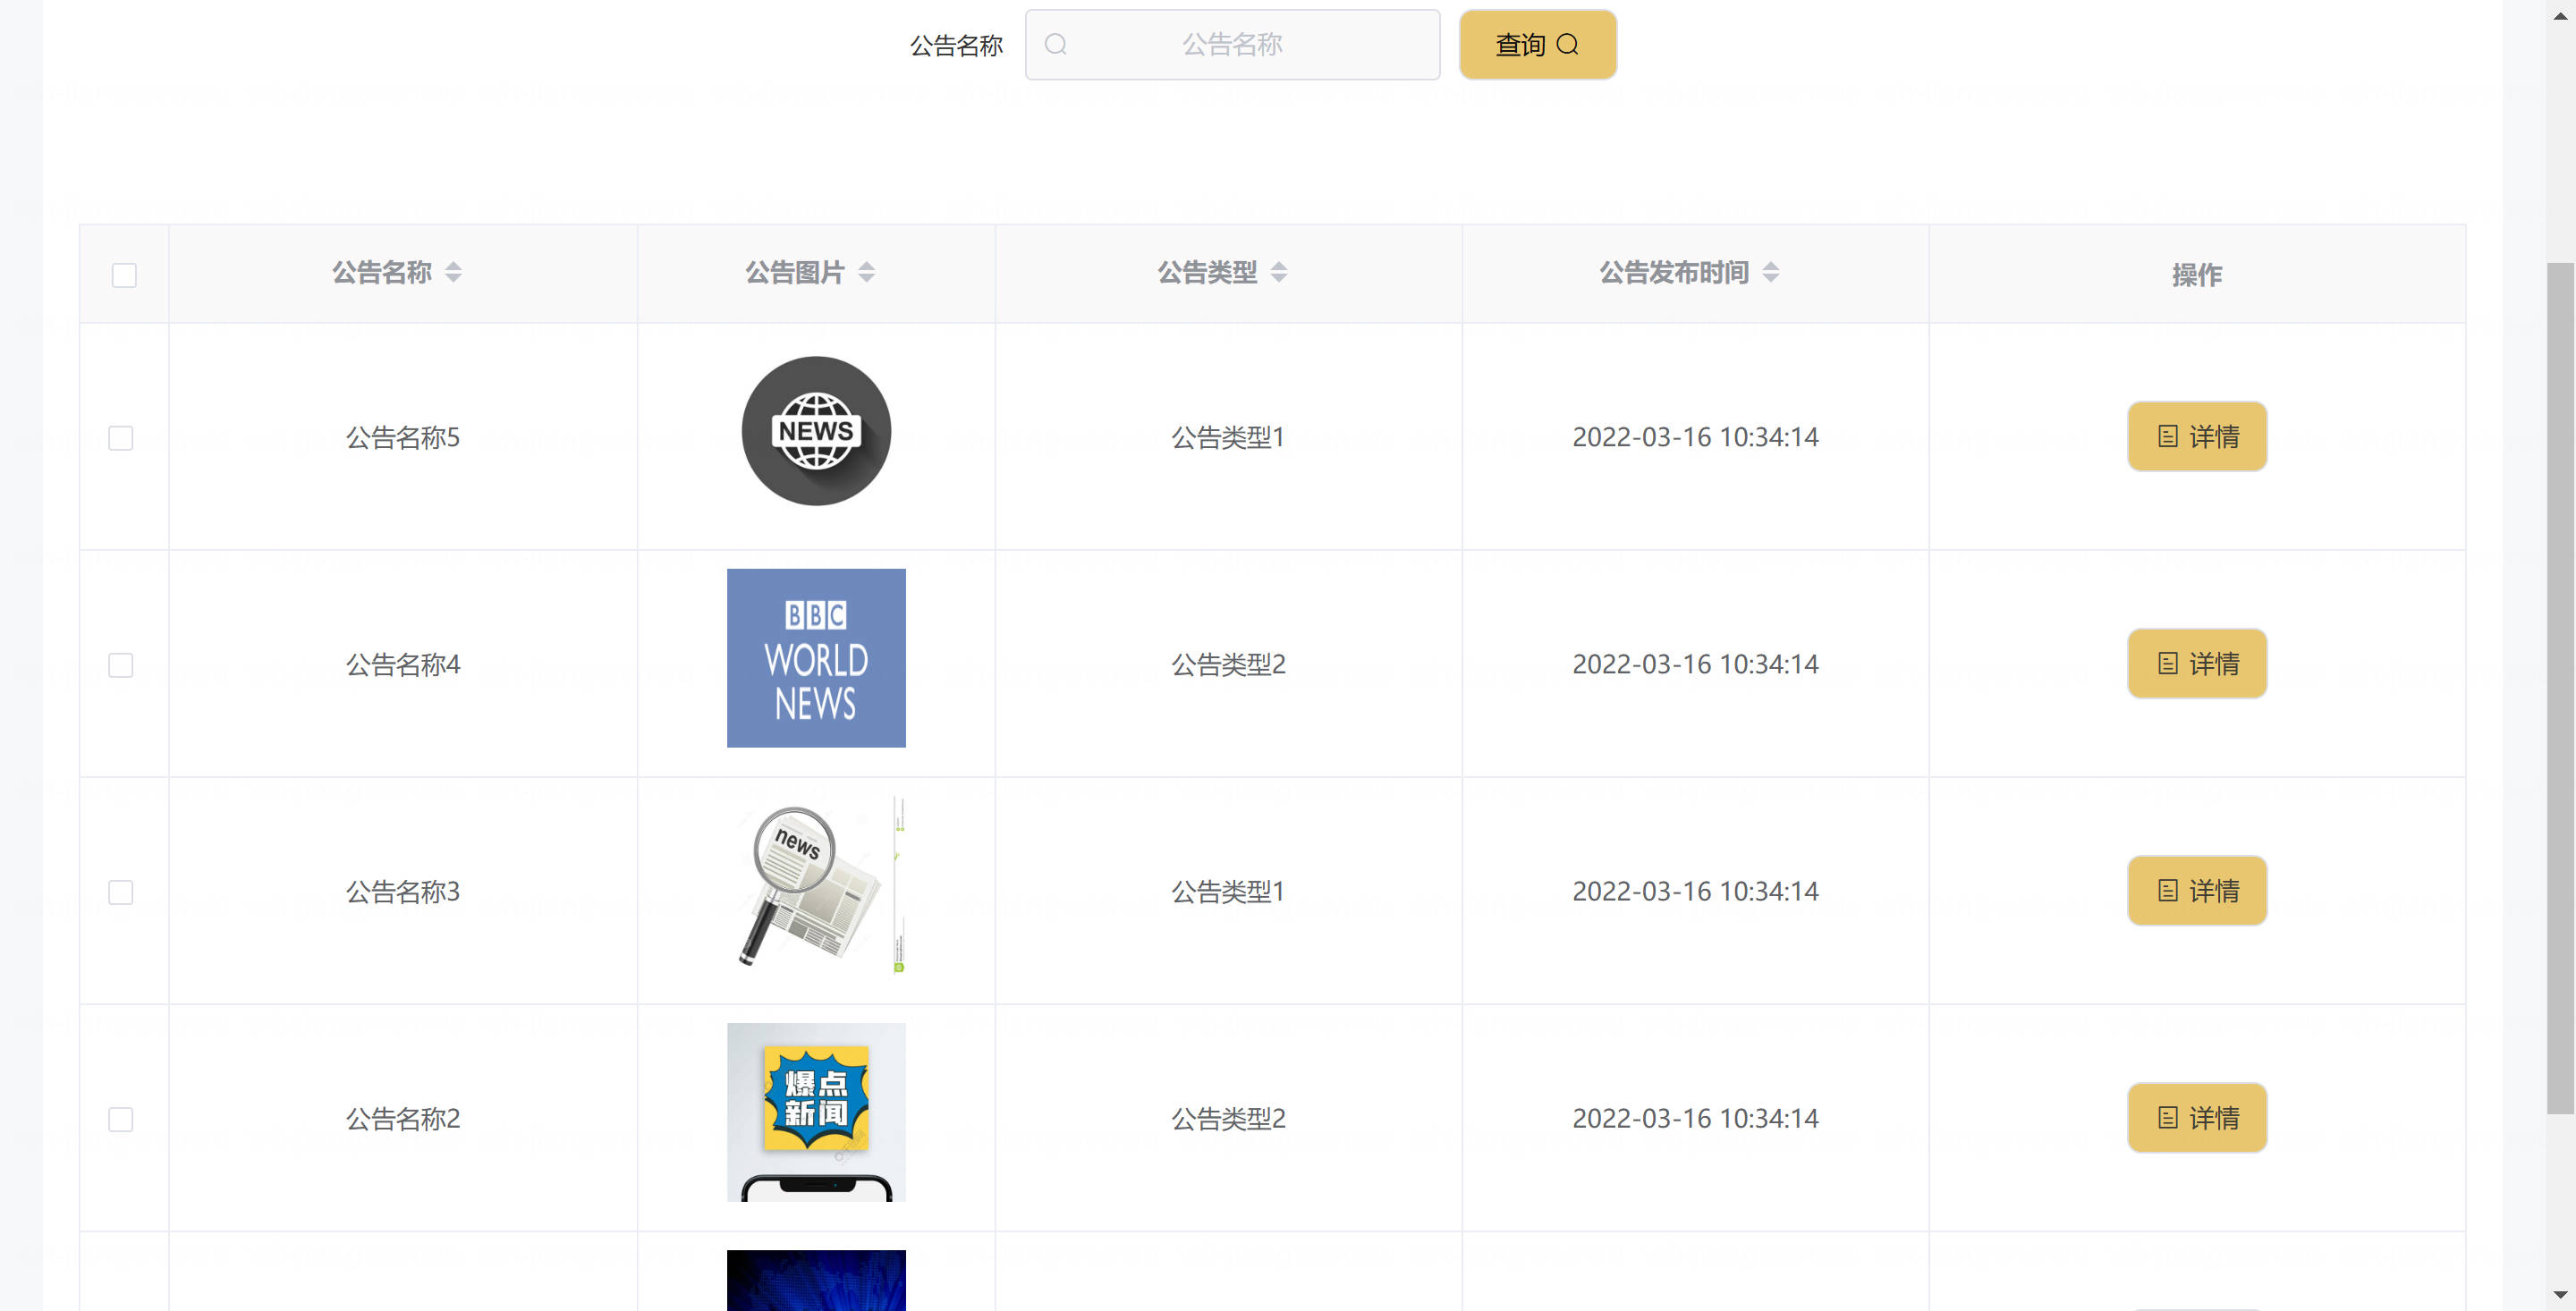 公告名称 公告名称 查询
公告名称 公告图片 公告类型 公告发布时间 操作
公告名称5 NEWS 公告类型1 2022-03-16 10:34:14 详情
BBC
WORLD
NEWS
公告名称4 公告类型2 2022-03-16 10:34:14 详情
news
公告名称3 公告类型1 2022-03-16 10:34:14 详情
爆点
新闻
公告名称2 公告类型2 2022-03-16 10:34:14 详情